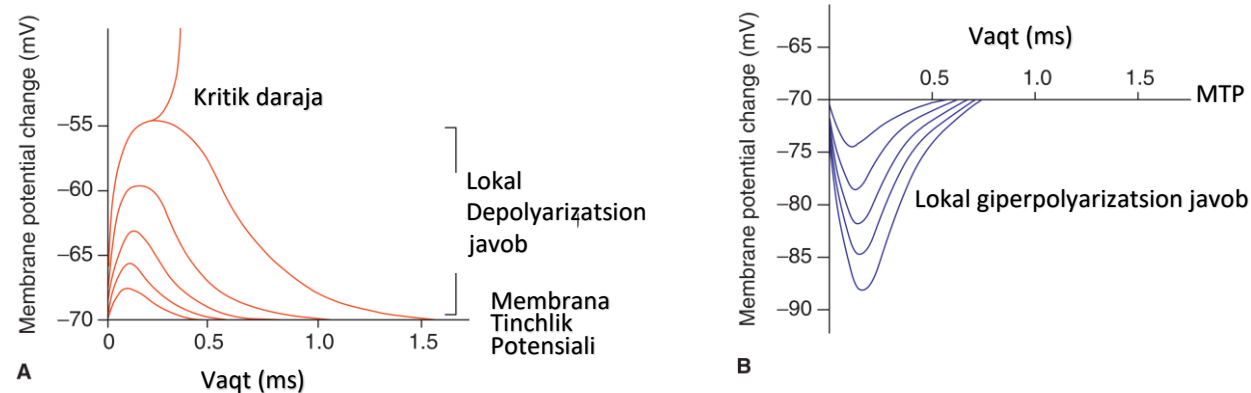 Membrane potential change (mV)
Kritik daraja
−55
−60
−65
−70
Lokal
Depolyarizatsion
javob
Membrana
Tinchlik
Potensiali
0
0.5
1.0
1.5
A
Vaqt (ms)
Membrane potential change (mV)
Vaqt (ms)
−65
0.5
1.0
1.5
−70
MTP
−75
−80
Lokal giperpolyarizatsion javob
−85
−90
B